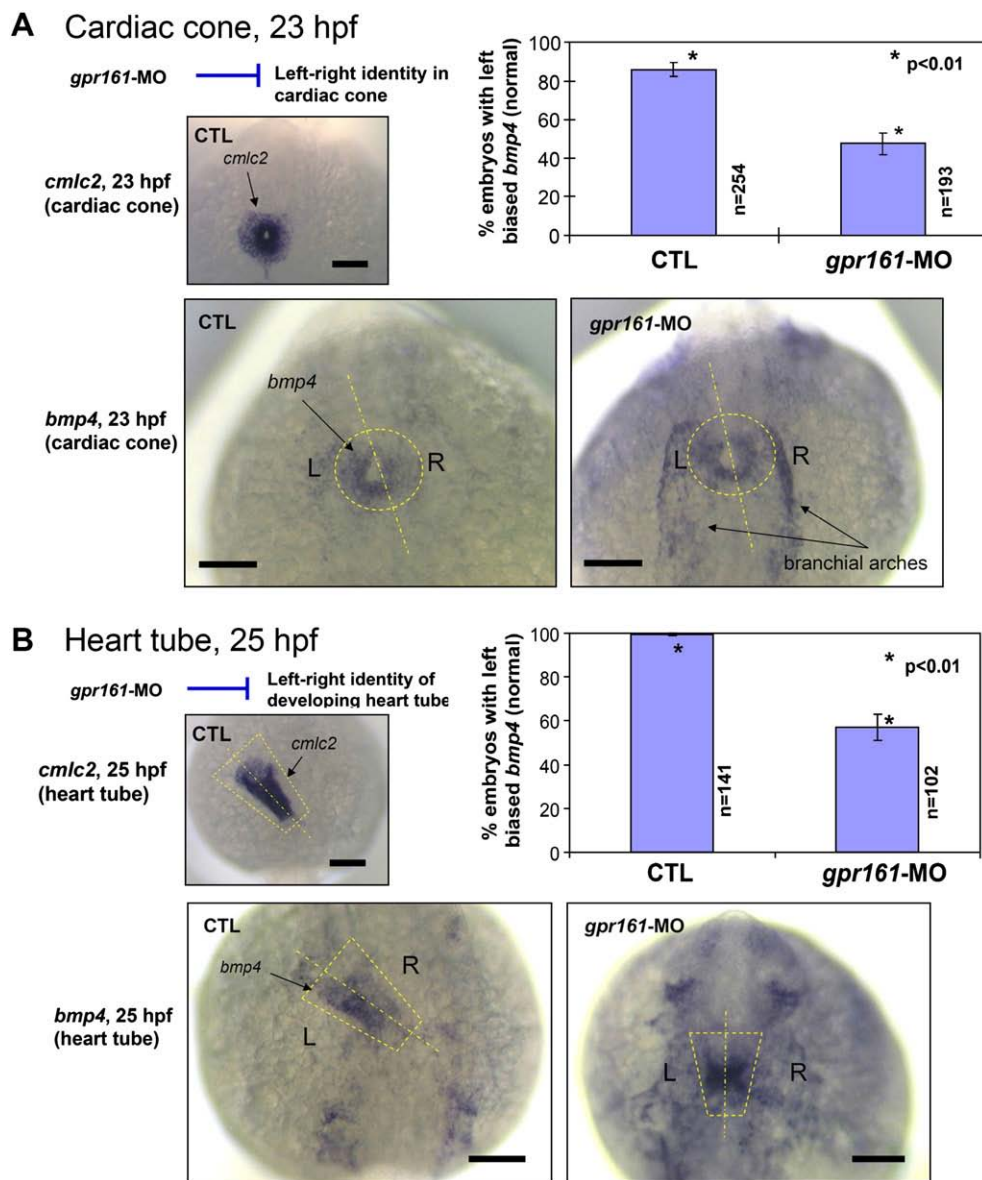 A Cardiac cone, 23 hpf
gpr161-MO
Left-right identity in
cardiac cone
CTL
cmlc2
cmlc2, 23 hpf
(cardiac cone)
% embryos with left
biased bmp4 (normal)
100
80
60
40
20
0
*
*
* p<0.01
n=254
n=193
CTL
gpr161-MO
CTL
bmp4
L
R
bmp4, 23 hpf
(cardiac cone)
gpr161-MO
L
R
branchial arches
B Heart tube, 25 hpf
gpr161-MO
Left-right identity of
developing heart tube
CTL
cmlc2
cmlc2, 25 hpf
(heart tube)
% embryos with left
biased bmp4 (normal)
100
80
60
40
20
0
*
*
* p<0.01
n=141
n=102
CTL
gpr161-MO
CTL
bmp4
R
L
bmp4, 25 hpf
(heart tube)
gpr161-MO
L
R